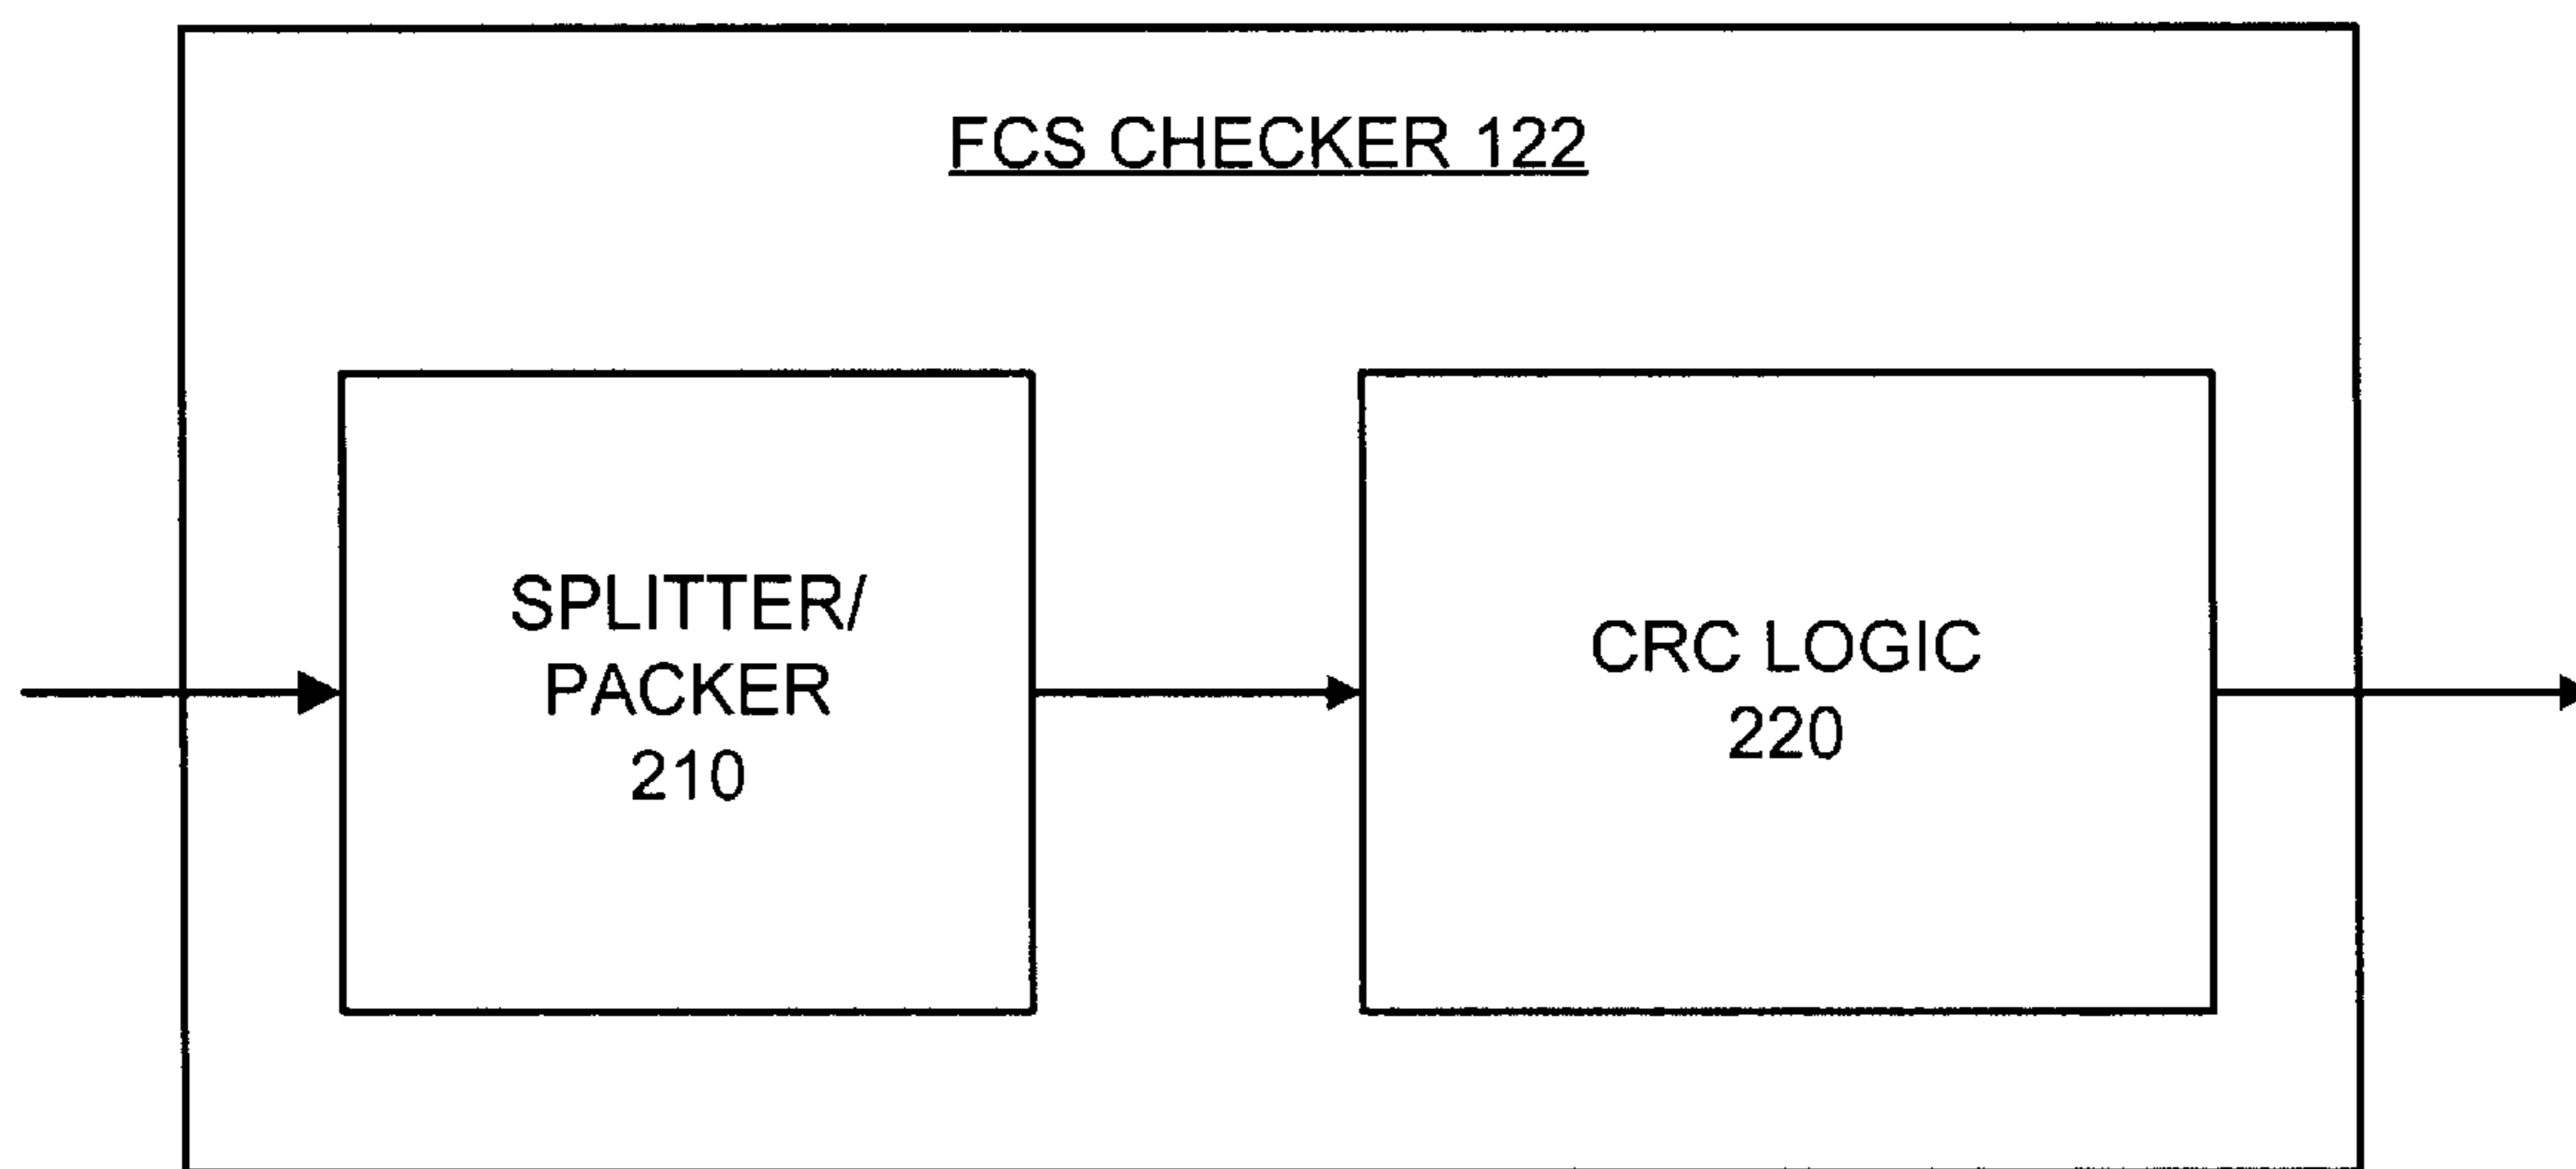 FCS CHECKER 122
SPLITTER/
PACKER
210
CRC LOGIC
220